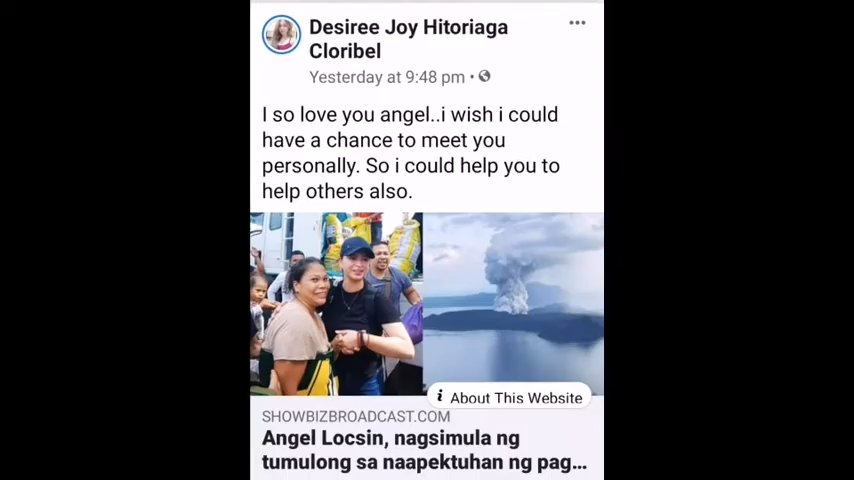 Desiree Joy Hitoriaga
Cloribel
Yesterday at 9:48 pm •
I so love you angel..i wish i could
have a chance to meet you
personally. So i could help you to
help others also.
i About This Website
SHOWBIZBROADCAST.COM
Angel Locsin, nagsimula ng
tumulong sa naapektuhan ng pag...